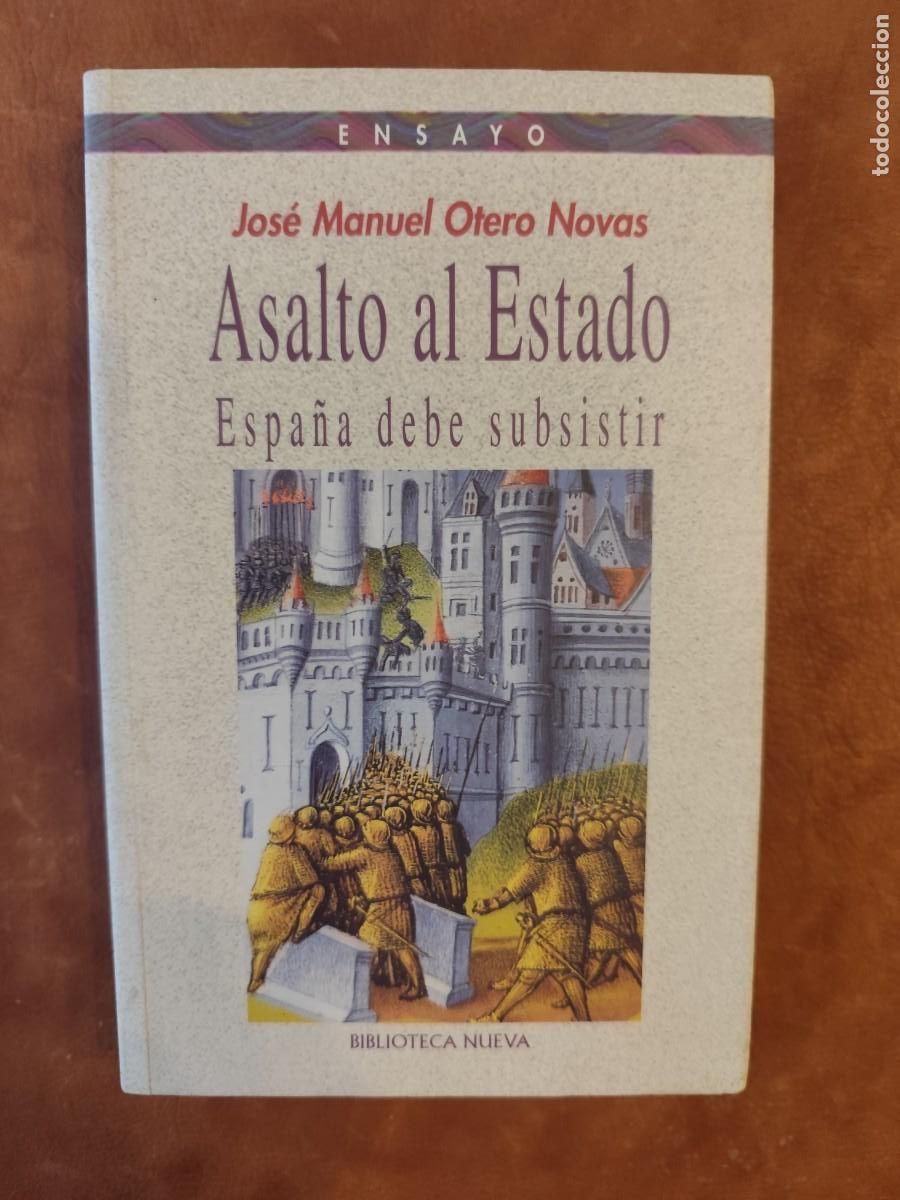 ENSAYO
José Manuel Otero Novas
Asalto al Estado
España debe subsistir
BIBLIOTECA NUEVA
todocoleccion